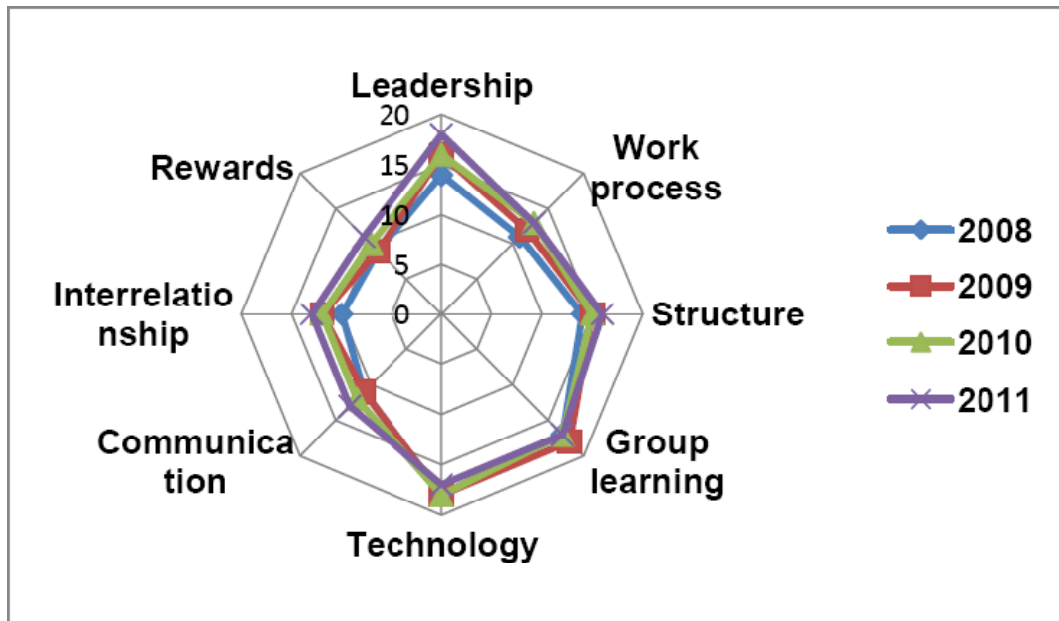 Leadership
20
15
10
5
0
Work
process
Structure
Group
learning
Technology
Communica
tion
Interrelatio
nship
Rewards
2008
2009
2010
2011